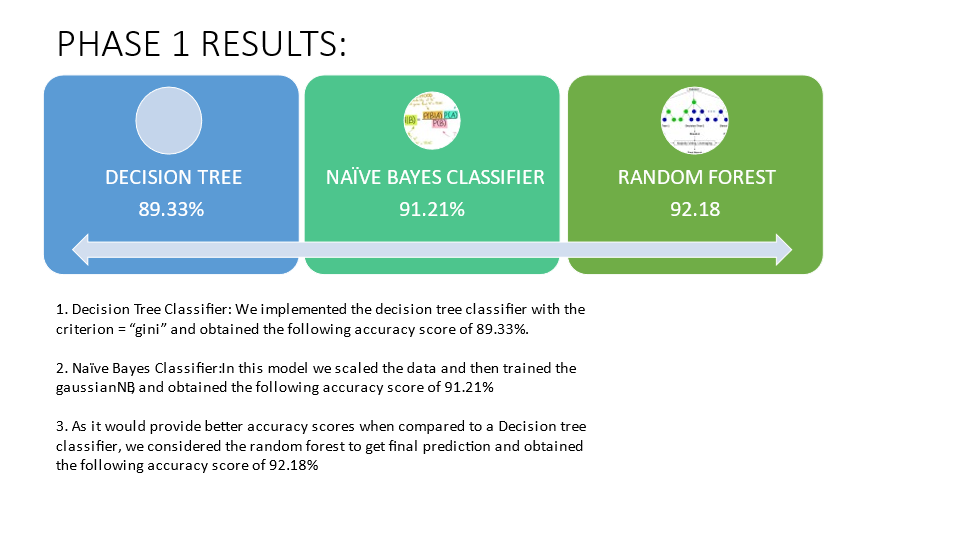 PHASE 1 RESULTS:
DECISION TREE
89.33%
NAÏVE BAYES CLASSIFIER
91.21%
RANDOM FOREST
92.18
1. Decision Tree Classifier: We implemented the decision tree classifier with the
criterion = “gini” and obtained the following accuracy score of 89.33%.
2. Naïve Bayes Classifier:In this model we scaled the data and then trained the
gaussianNB, and obtained the following accuracy score of 91.21%
3. As it would provide better accuracy scores when compared to a Decision tree
classifier, we considered the random forest to get final prediction and obtained
the following accuracy score of 92.18%